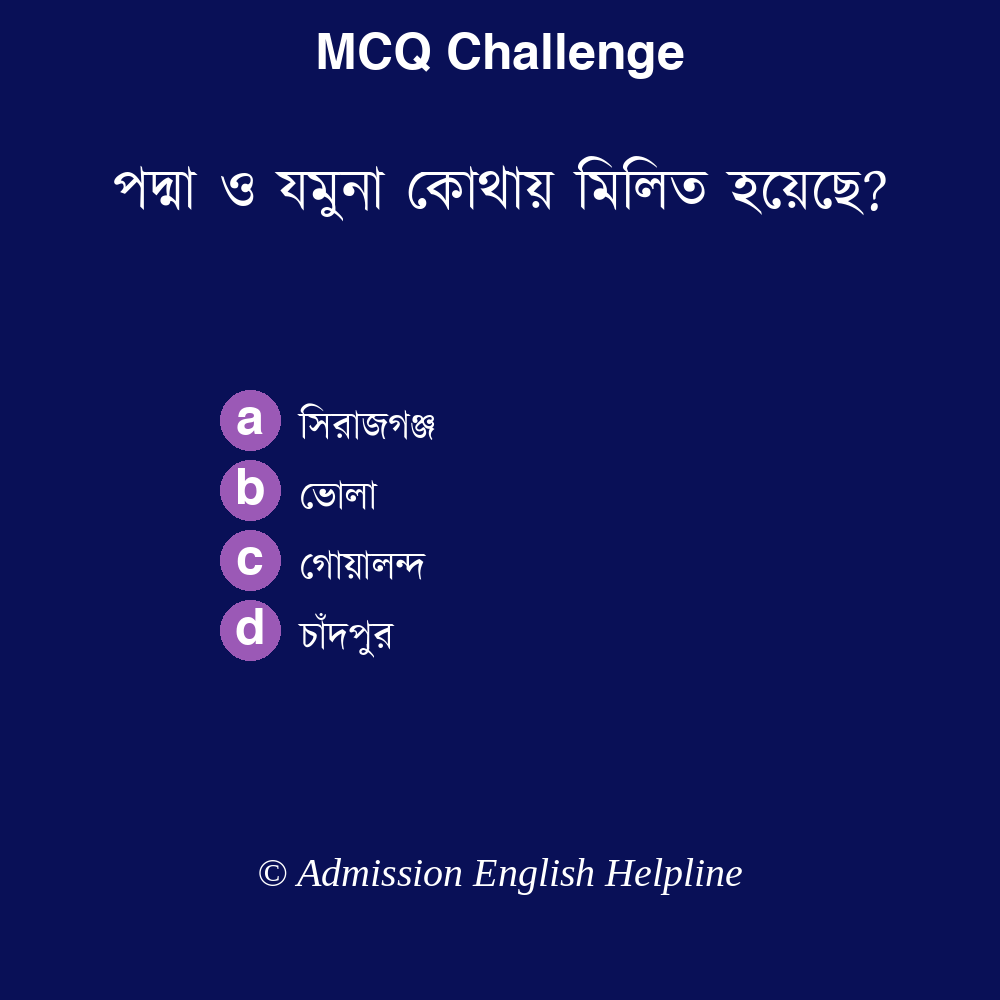 MCQ Challenge
পদ্মা ও যমুনা কোথায় মিলিত হয়েছে?
a সিরাজগঞ্জ
b ভোলা
c গোয়ালন্দ
d চাঁদপুর
© Admission English Helpline